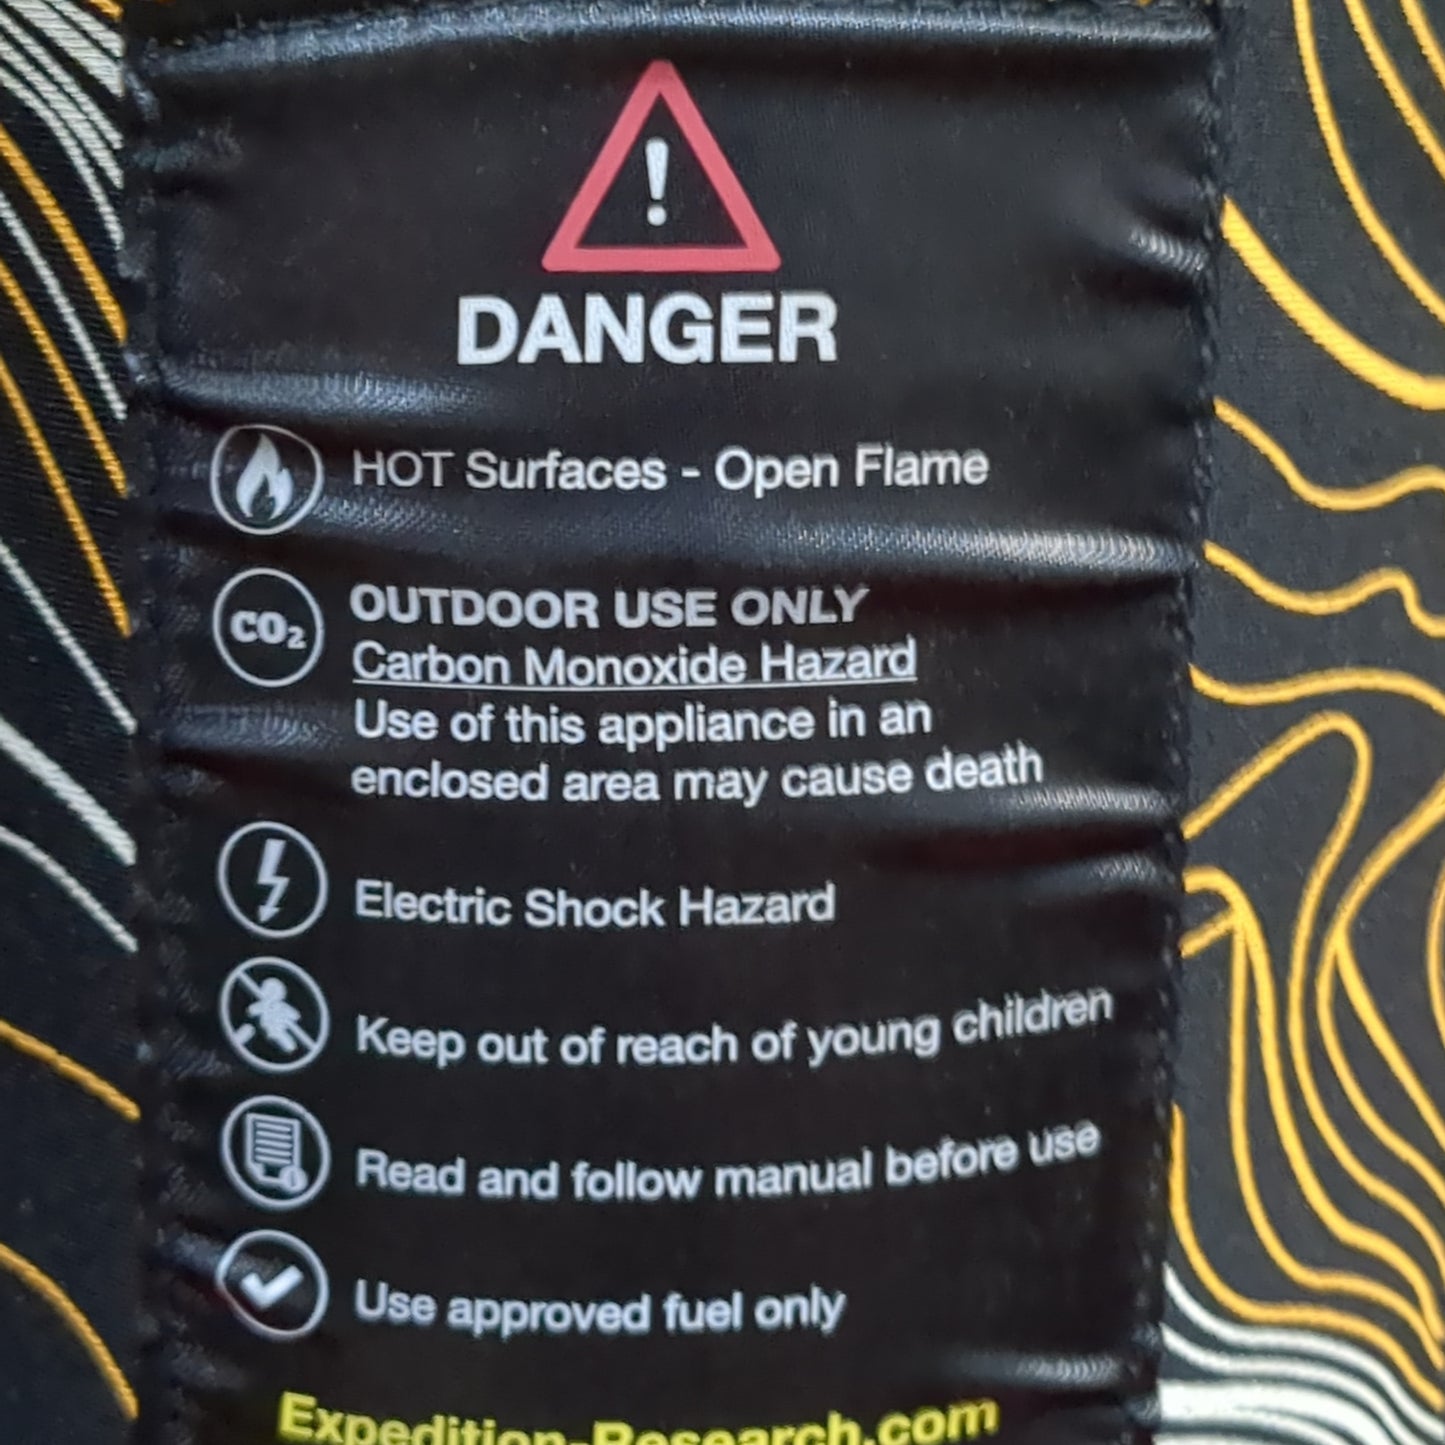 !
DANGER
HOT Surfaces - Open Flame
CO₂
OUTDOOR USE ONLY
Carbon Monoxide Hazard
Use of this appliance in an
enclosed area may cause death
Electric Shock Hazard
Keep out of reach of young children
Read and follow manual before use
Use approved fuel only
Expedition-Research.com